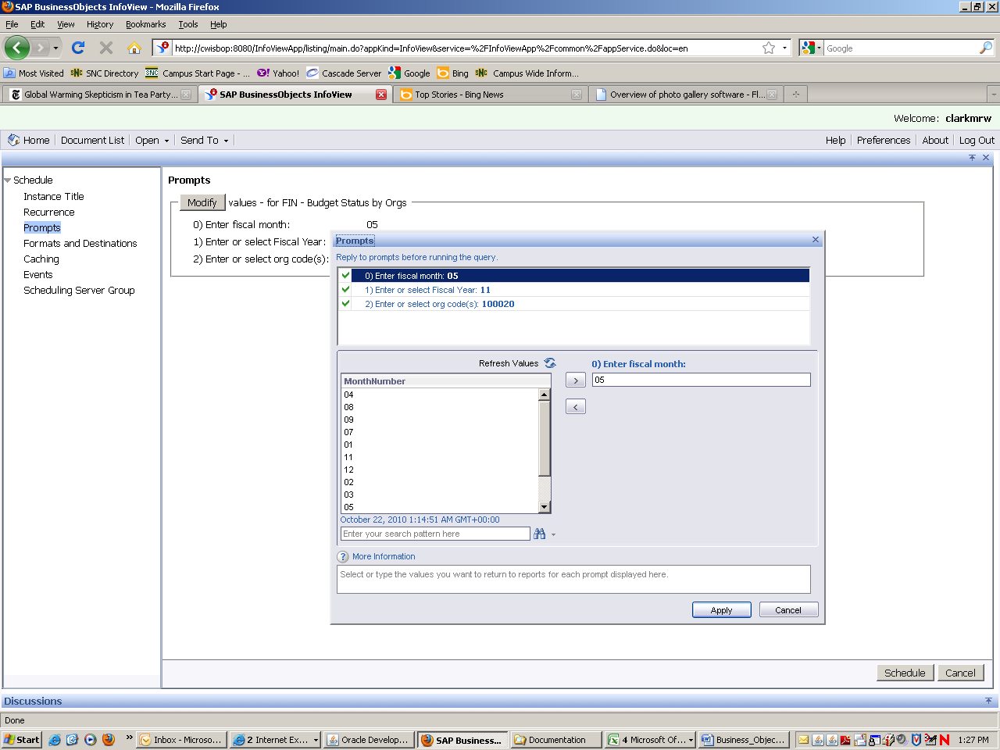 SAP BusinessObjects InfoView - Mozilla Firefox
File Edit View History Bookmarks Tools Help
http://cwisbop:8080/InfoViewApp/listing/main.do?appKind=InfoView&service=%2FInfoViewApp%2Fcommon%2FappService.do&loc=en
Google
Most Visited SNC Directory Campus Start Page - ... Yahoo! Cascade Server Google Bing Campus Wide Inform...
Global Warming Skepticism in Tea Party... SAP BusinessObjects InfoView Top Stories - Bing News Overview of photo gallery software - Fl...
Welcome: clarkmrw
Home Document List Open Send To Help Preferences About Log Out
Schedule
Instance Title
Recurrence
Prompts
Formats and Destinations
Caching
Events
Scheduling Server Group
Prompts
Modify values - for FIN - Budget Status by Orgs
0) Enter fiscal month: 05
1) Enter or select Fiscal Year:
2) Enter or select org code(s):
Prompts
Reply to prompts before running the query.
0) Enter fiscal month: 05
1) Enter or select Fiscal Year: 11
2) Enter or select org code(s): 100020
Refresh Values
0) Enter fiscal month:
MonthNumber
> 05
<
04
08
09
07
01
11
12
02
03
05
October 22, 2010 1:14:51 AM GMT+00:00
Enter your search pattern here
? More Information
Select or type the values you want to return to reports for each prompt displayed here.
Apply Cancel
Schedule Cancel
Discussions
Done
Start » Inbox - Microso... 2 Internet Ex... Oracle Develop... SAP Business... Documentation 4 Microsoft Of... Business_Objec... 1:27 PM